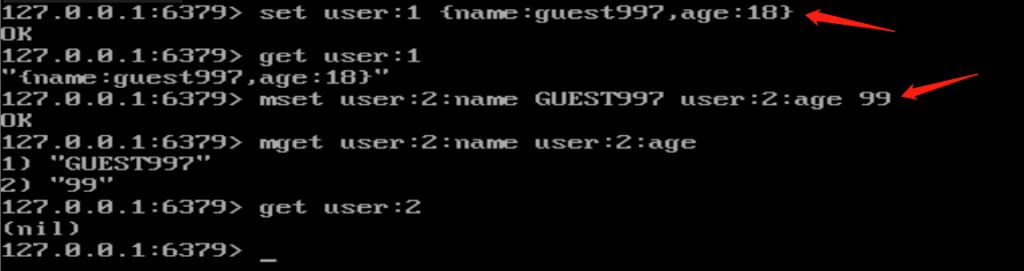 127.0.0.1:6379> set user:1 {name:guest997,age:18}
OK
127.0.0.1:6379> get user:1
"{name:guest997,age:18}"
127.0.0.1:6379> mset user:2:name GUEST997 user:2:age 99
OK
127.0.0.1:6379> mget user:2:name user:2:age
1) "GUEST997"
2) "99"
127.0.0.1:6379> get user:2
(nil)
127.0.0.1:6379> _